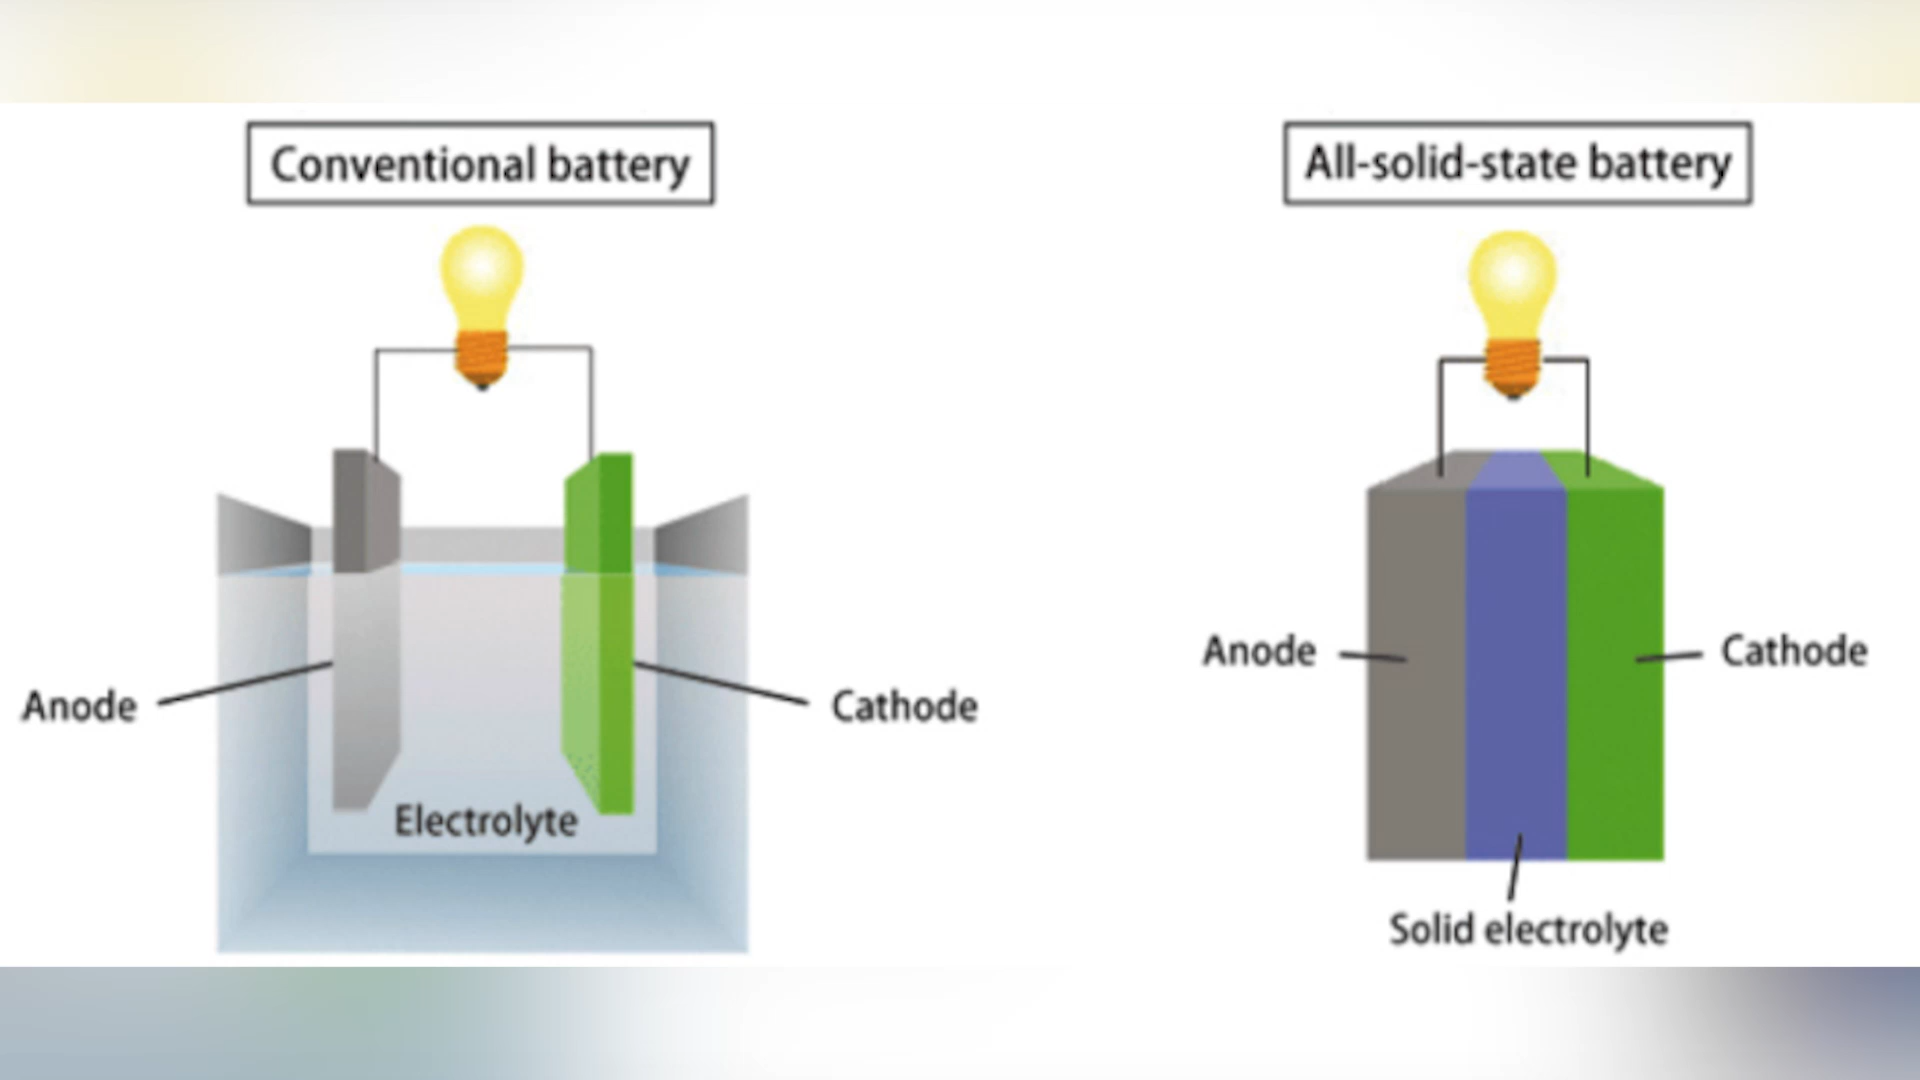 Conventional battery
Anode
Cathode
Electrolyte
All-solid-state battery
Anode
Cathode
Solid electrolyte